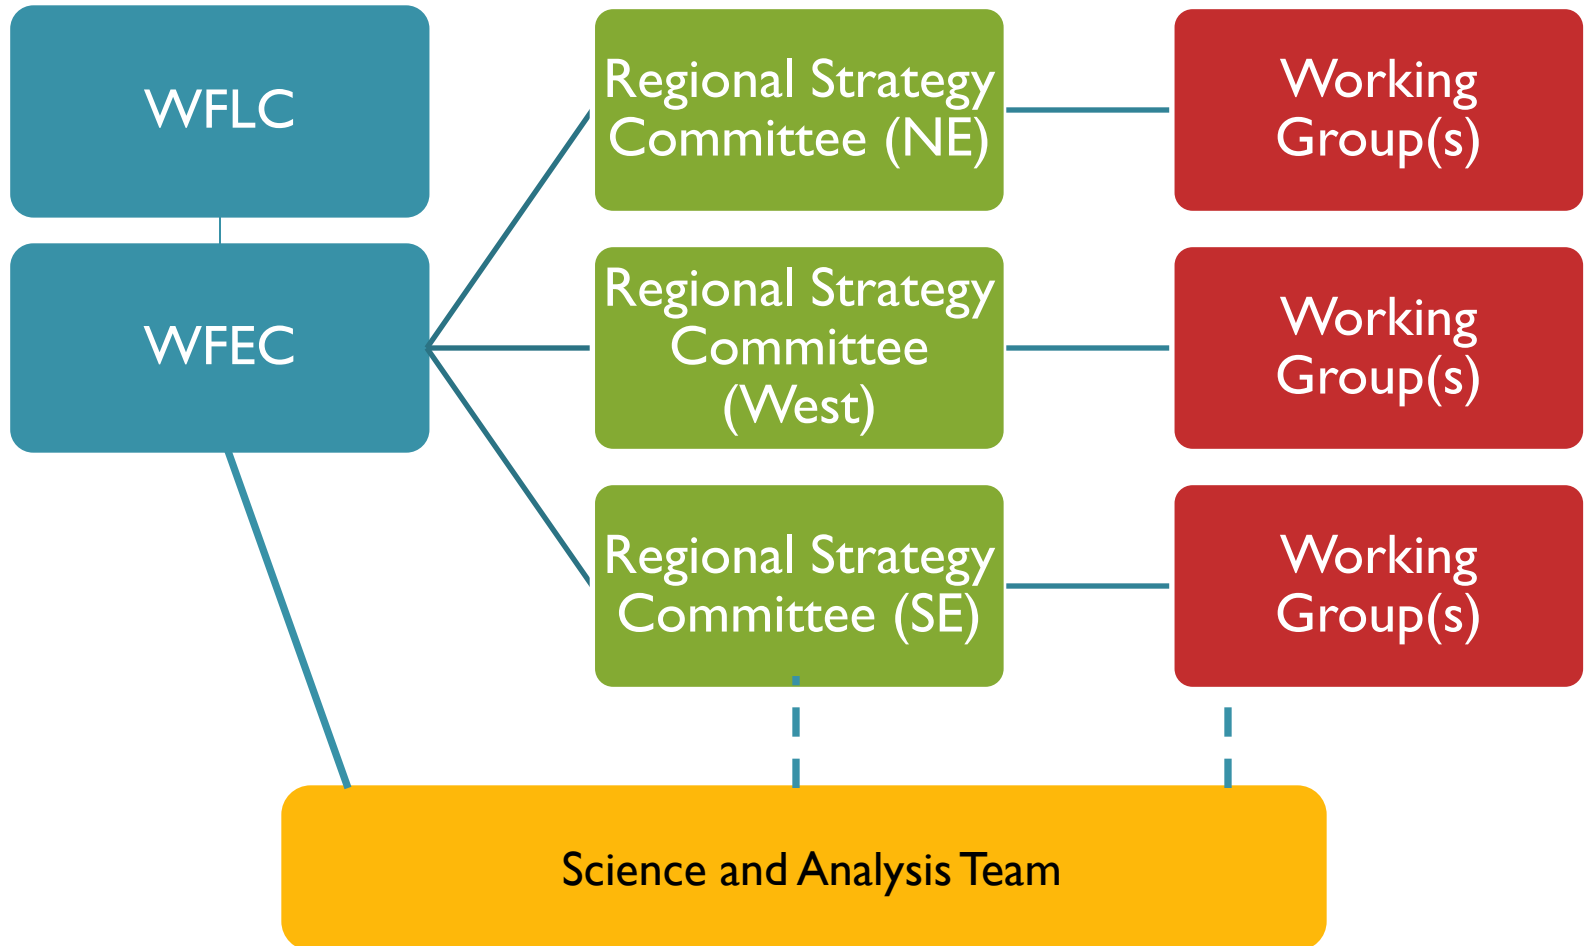 WFLC
Regional Strategy
Committee (NE)
Working
Group(s)
WFEC
Regional Strategy
Committee
(West)
Working
Group(s)
Regional Strategy
Committee (SE)
Working
Group(s)
Science and Analysis Team